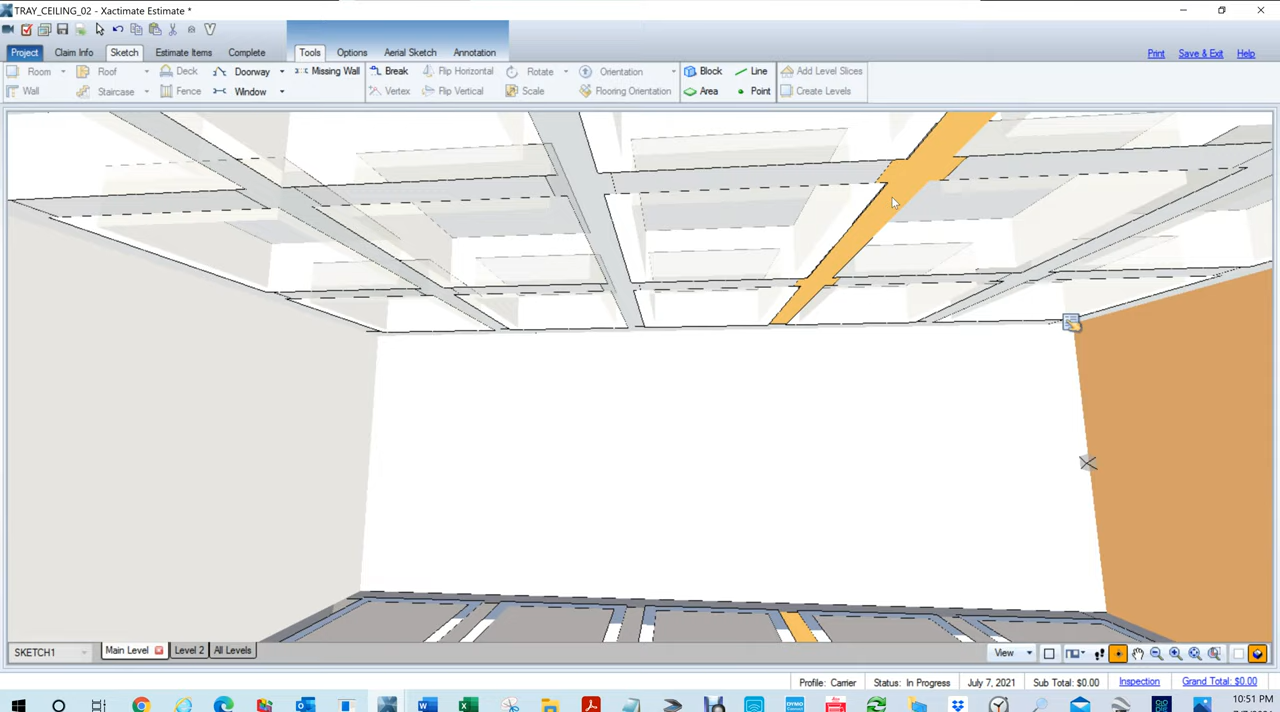 TRAY_CEILING_02 - Xactimate Estimate *
Project Claim Info Sketch Estimate Items Complete Tools Options Aerial Sketch Annotation Print Save & Exit Help
Room Roof Deck Doorway Missing Wall Break Flip Horizontal Rotate Orientation Block Line Add Level Slices
Wall Staircase Fence Window Vertex Flip Vertical Scale Flooring Orientation Area Point Create Levels
SKETCH1 Main Level Level 2 All Levels View
Profile: Carrier Status: In Progress July 7, 2021 Sub Total: $0.00 Inspection Grand Total: $0.00
10:51 PM